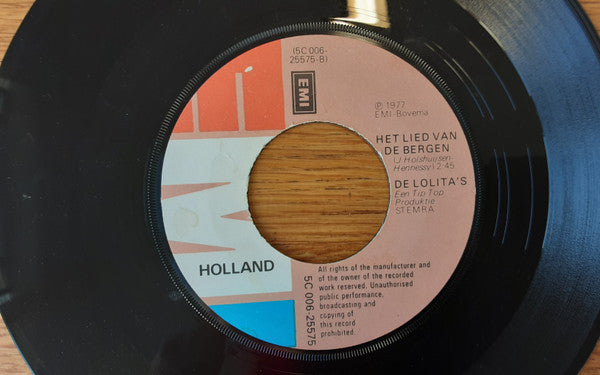 (5C 006-
25575-B)
EMI
℗ 1977
EMI-Bovema
HET LIED VAN
DE BERGEN
(J Holshuijsen-
Hennessy) 2:45
DE LOLITA'S
Een Tip Top
Produktie
STEMRA
HOLLAND
All rights of the manufacturer and
of the owner of the recorded
work reserved. Unauthorised
public performance,
broadcasting and
copying of
this record
prohibited.
5C 006-25575